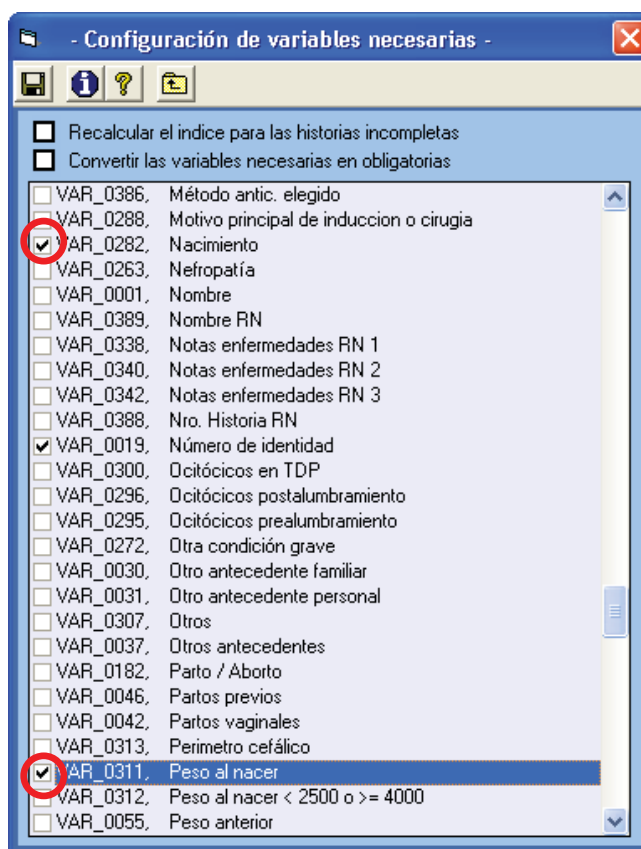 - Configuración de variables necesarias -
Recalcular el indice para las historias incompletas
Convertir las variables necesarias en obligatorias
VAR_0386, Método antic. elegido
VAR_0288, Motivo principal de induccion o cirugia
VAR_0282, Nacimiento
VAR_0263, Nefropatía
VAR_0001, Nombre
VAR_0389, Nombre RN
VAR_0338, Notas enfermedades RN 1
VAR_0340, Notas enfermedades RN 2
VAR_0342, Notas enfermedades RN 3
VAR_0388, Nro. Historia RN
VAR_0019, Número de identidad
VAR_0300, Ocitócicos en TDP
VAR_0296, Ocitócicos postalumbramiento
VAR_0295, Ocitócicos prealumbramiento
VAR_0272, Otra condición grave
VAR_0030, Otro antecedente familiar
VAR_0031, Otro antecedente personal
VAR_0307, Otros
VAR_0037, Otros antecedentes
VAR_0182, Parto / Aborto
VAR_0046, Partos previos
VAR_0042, Partos vaginales
VAR_0313, Perimetro cefálico
VAR_0311, Peso al nacer
VAR_0312, Peso al nacer < 2500 o >= 4000
VAR_0055, Peso anterior